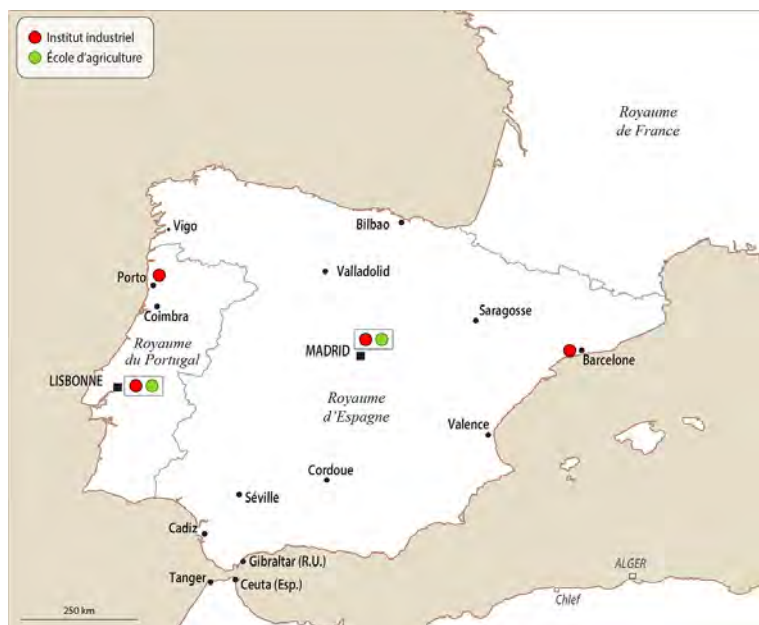 Institut industriel
École d'agriculture
Royaume
de France
Vigo
Bilbao
Porto
Valladolid
Coimbra
Saragosse
Royaume
du Portugal
MADRID
Barcelone
LISBONNE
Royaume
d'Espagne
Valence
Cordoue
Séville
Cadiz
Gibraltar (R.U.)
Tanger
Ceuta (Esp.)
ALGER
Chlef
250 km